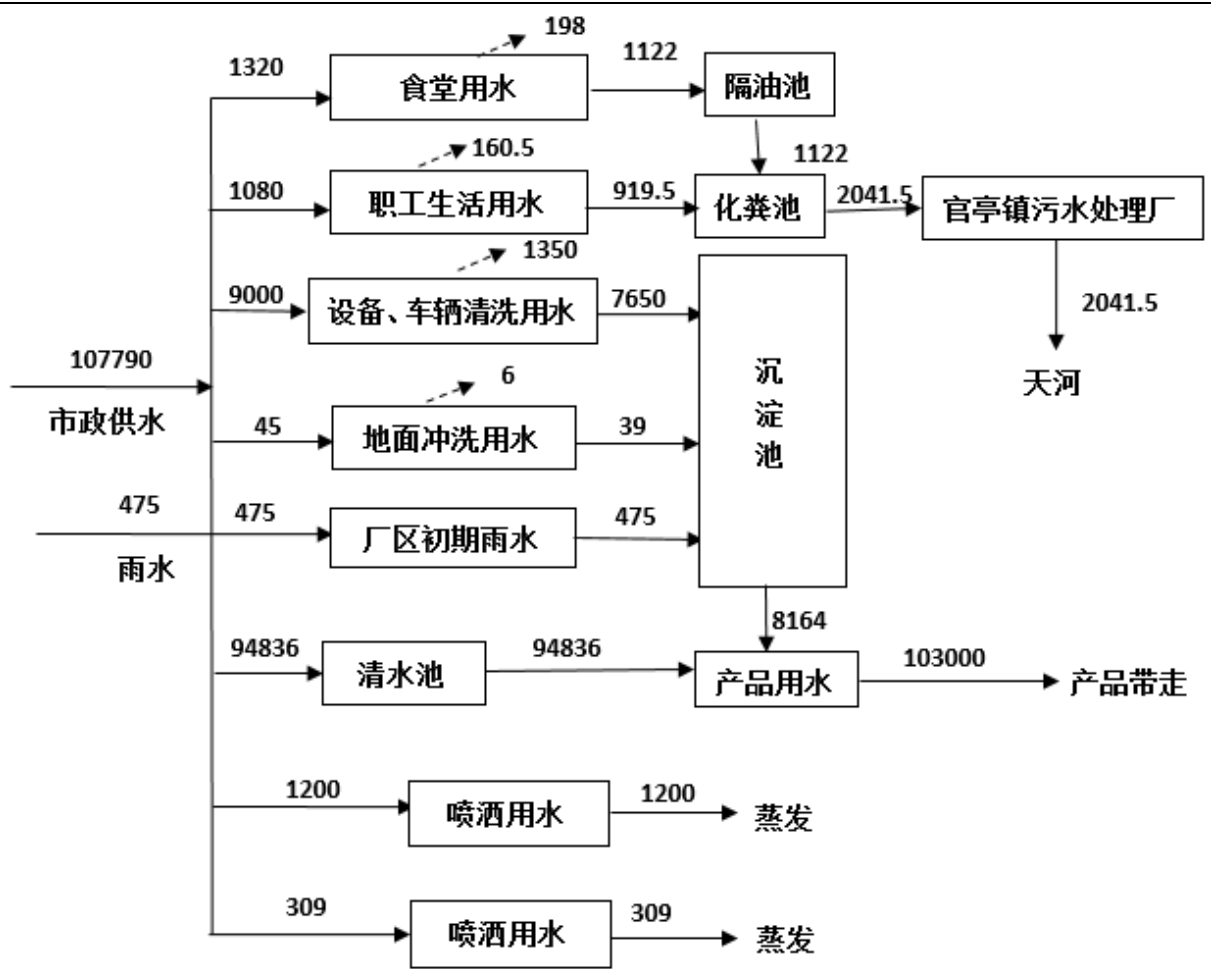 198
1320
食堂用水
1122
隔油池
160.5
1122
1080
职工生活用水
919.5
化粪池
2041.5
官亭镇污水处理厂
1350
9000
设备、车辆清洗用水
7650
2041.5
107790
市政供水
6
沉淀池
天河
45
地面冲洗用水
39
475
雨水
475
厂区初期雨水
475
8164
94836
清水池
94836
产品用水
103000
产品带走
1200
喷洒用水
1200
蒸发
309
喷洒用水
309
蒸发